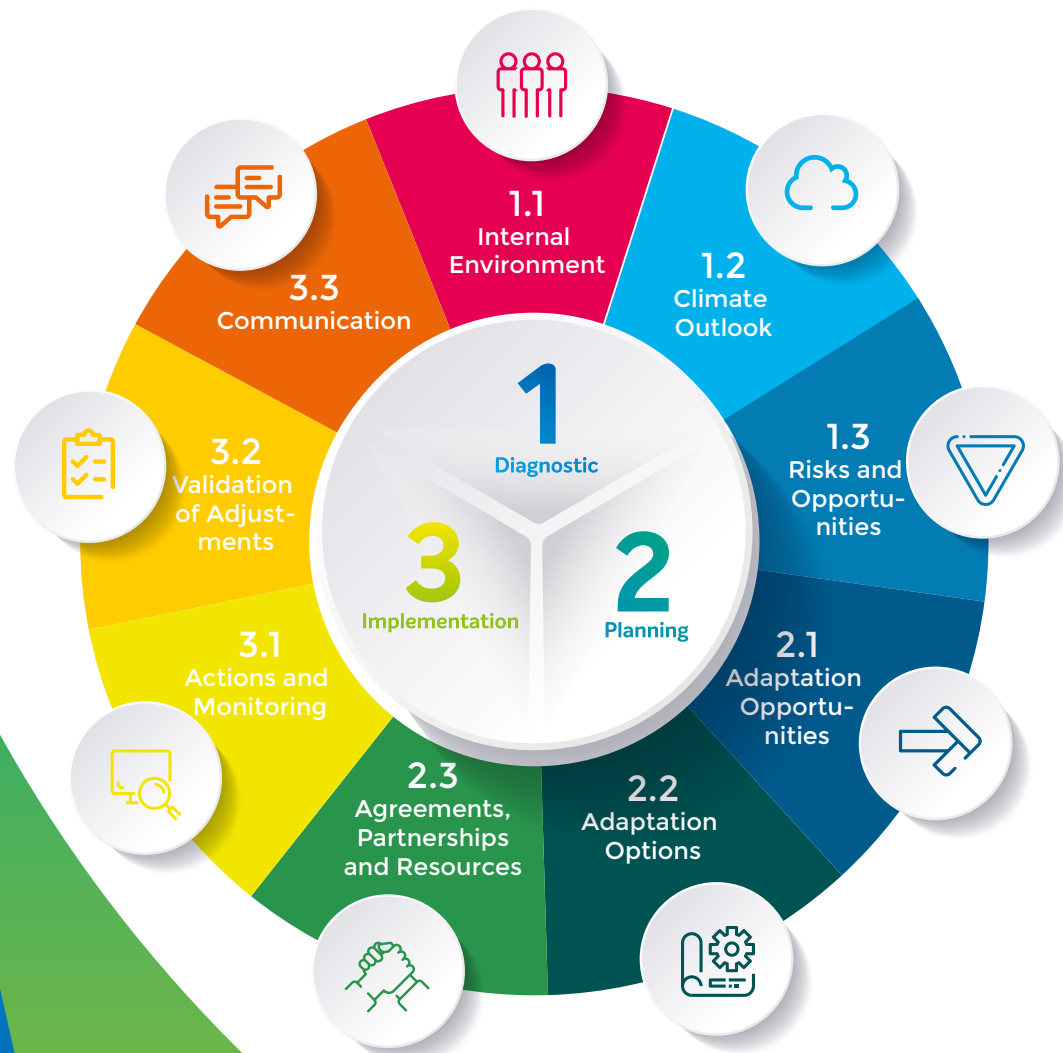 1.1
Internal
Environment
1.2
Climate
Outlook
1.3
Risks and
Opportu-
nities
2.1
Adaptation
Opportu-
nities
2.2
Adaptation
Options
2.3
Agreements,
Partnerships
and Resources
3.1
Actions and
Monitoring
3.2
Validation
of Adjust-
ments
3.3
Communication
1
Diagnostic
2
Planning
3
Implementation